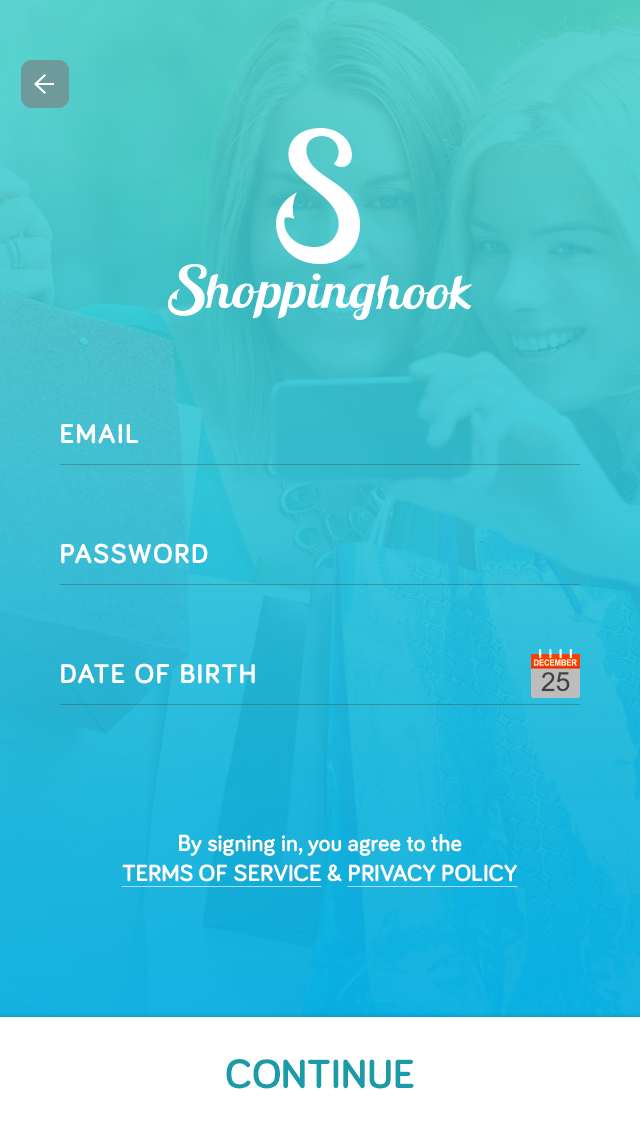 S
Shoppinghook
EMAIL
PASSWORD
DATE OF BIRTH
DECEMBER
25
By signing in, you agree to the
TERMS OF SERVICE & PRIVACY POLICY
CONTINUE